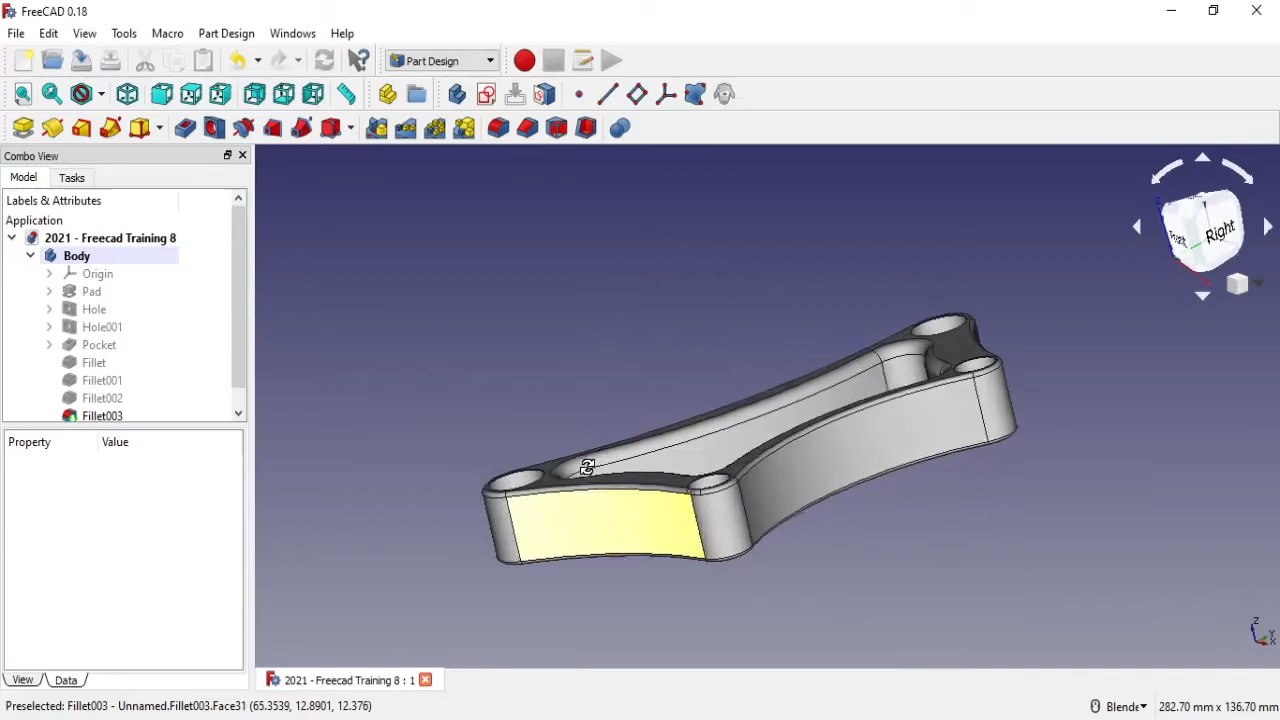 FreeCAD 0.18
File Edit View Tools Macro Part Design Windows Help
Part Design
Combo View
Model Tasks
Labels & Attributes
Application
2021 - Freecad Training 8
Body
Origin
Pad
Hole
Hole001
Pocket
Fillet
Fillet001
Fillet002
Fillet003
Property Value
View Data
Front Right
Z
X
Z
Y
X
2021 - Freecad Training 8 : 1
Preselected: Fillet003 - Unnamed.Fillet003.Face31 (65.3539, 12.8901, 12.376)
Blende 282.70 mm x 136.70 mm